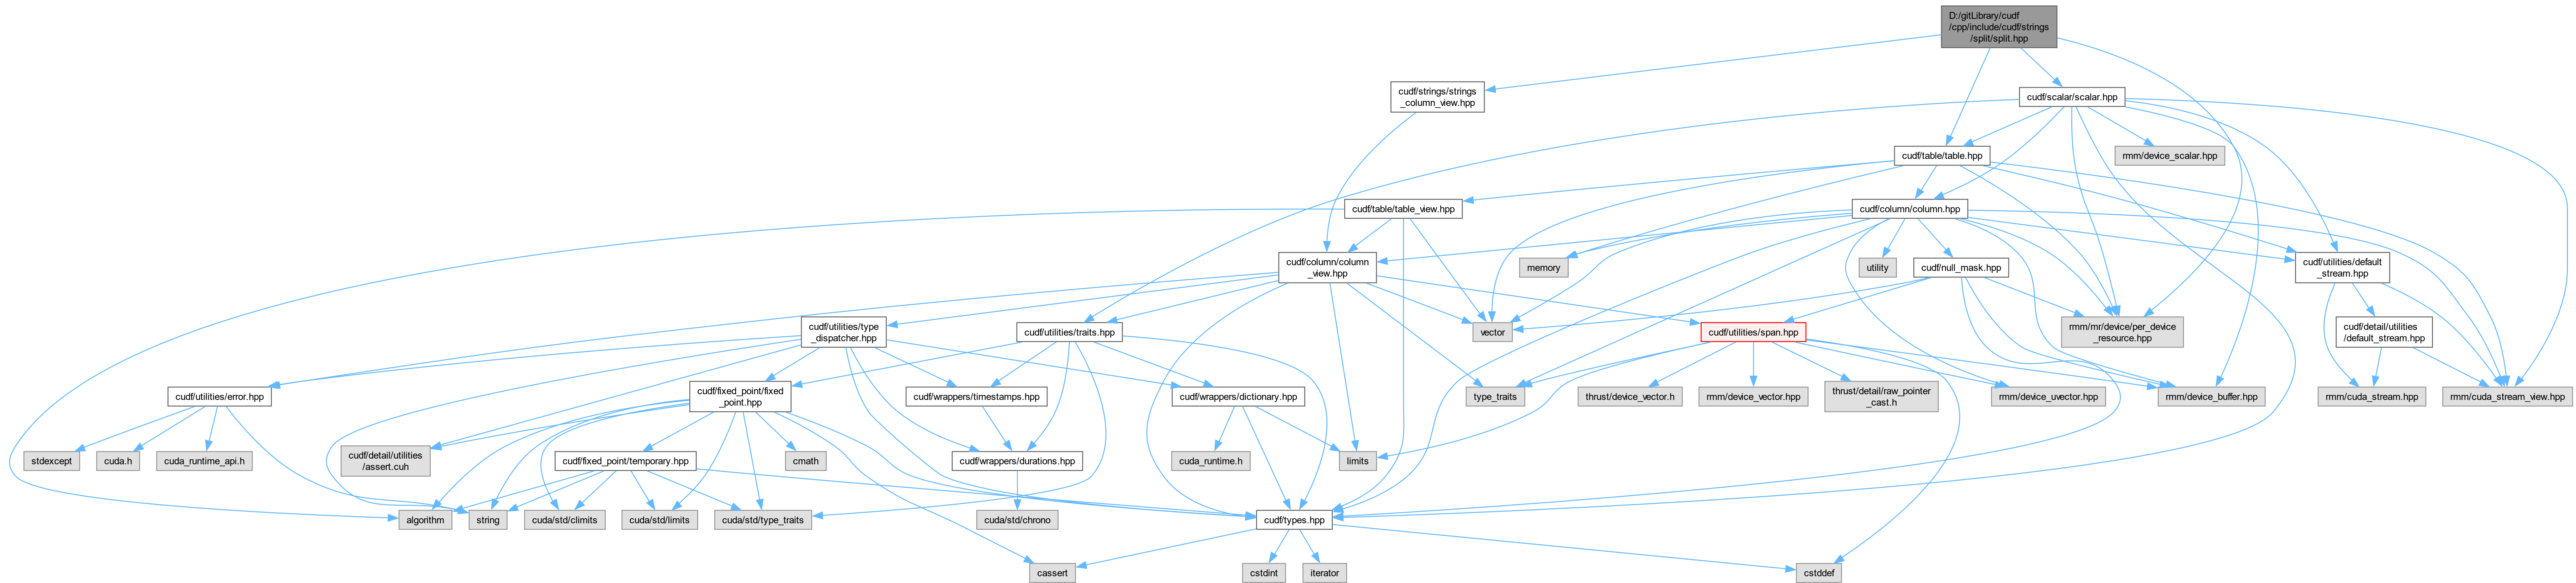 D:/gitLibrary/cudf
/cpp/include/cudf/strings
/split/split.hpp
cudf/strings/strings
_column_view.hpp
cudf/scalar/scalar.hpp
cudf/table/table.hpp
rmm/device_scalar.hpp
cudf/table/table_view.hpp
cudf/column/column.hpp
cudf/column/column
_view.hpp
memory
utility
cudf/null_mask.hpp
cudf/utilities/default
_stream.hpp
cudf/utilities/type
_dispatcher.hpp
cudf/utilities/traits.hpp
vector
cudf/utilities/span.hpp
rmm/mr/device/per_device
_resource.hpp
cudf/detail/utilities
/default_stream.hpp
cudf/utilities/error.hpp
cudf/fixed_point/fixed
_point.hpp
cudf/wrappers/timestamps.hpp
cudf/wrappers/dictionary.hpp
type_traits
thrust/device_vector.h
rmm/device_vector.hpp
thrust/detail/raw_pointer
_cast.h
rmm/device_uvector.hpp
rmm/device_buffer.hpp
rmm/cuda_stream.hpp
rmm/cuda_stream_view.hpp
stdexcept
cuda.h
cuda_runtime_api.h
cudf/detail/utilities
/assert.cuh
cudf/fixed_point/temporary.hpp
cmath
cudf/wrappers/durations.hpp
cuda_runtime.h
limits
algorithm
string
cuda/std/climits
cuda/std/limits
cuda/std/type_traits
cuda/std/chrono
cudf/types.hpp
cassert
cstdint
iterator
cstddef